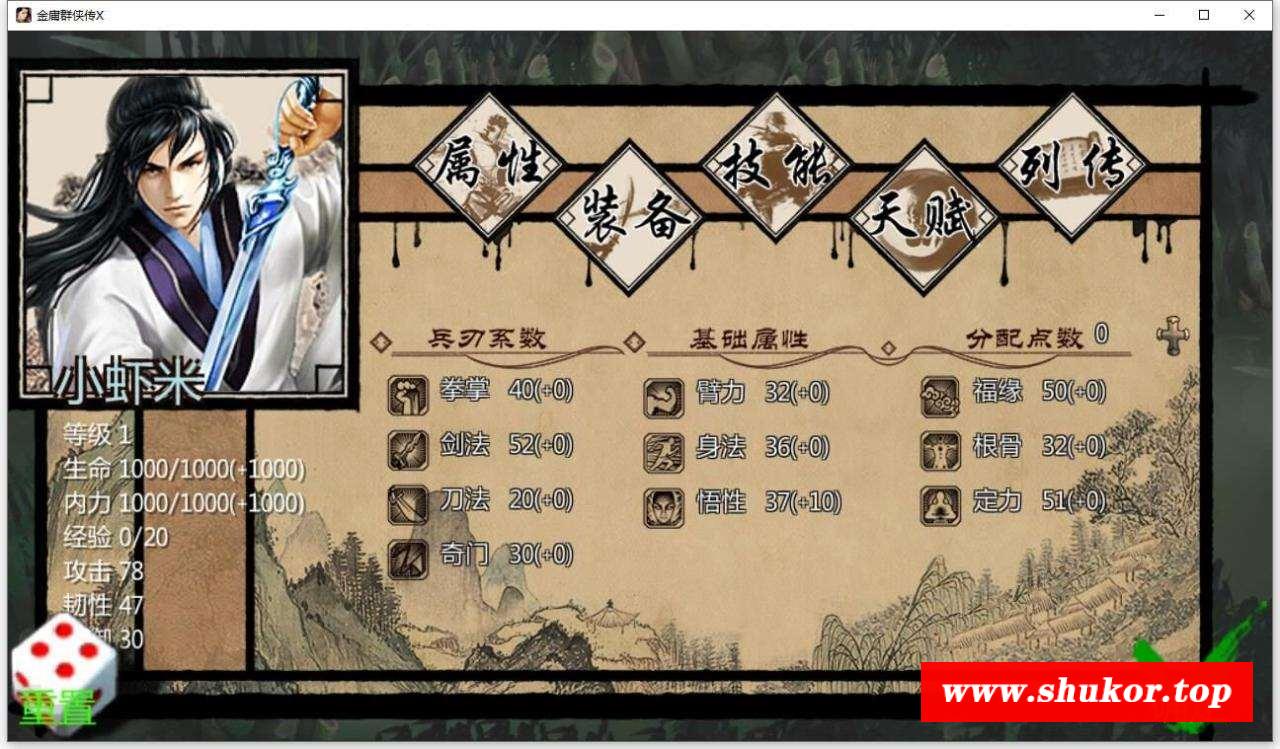 金庸群侠传X
属性
装备
技能
天赋
列传
小虾米
等级 1
生命 1000/1000(+1000)
内力 1000/1000(+1000)
经验 0/20
攻击 78
韧性 47
御 30
重置
兵刃系数
拳掌 40(+0)
剑法 52(+0)
刀法 20(+0)
奇门 30(+0)
基础属性
臂力 32(+0)
身法 36(+0)
悟性 37(+10)
分配点数 0
福缘 50(+0)
根骨 32(+0)
定力 51(+0)
www.shukor.top